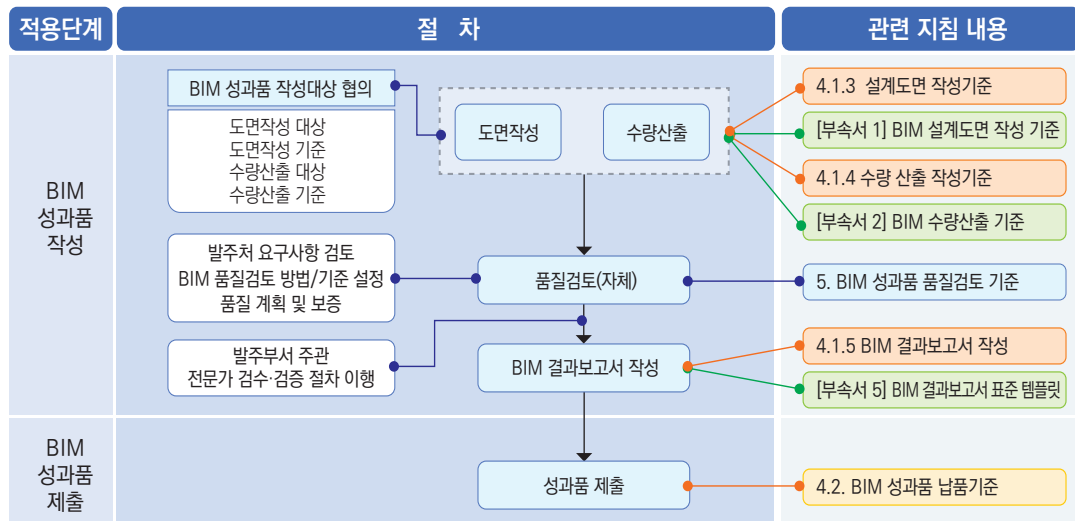 적용단계
절 차
관련 지침 내용
BIM
성과품
작성
BIM 성과품 작성대상 협의
도면작성 대상
도면작성 기준
수량산출 대상
수량산출 기준
도면작성
수량산출
4.1.3 설계도면 작성기준
[부속서 1] BIM 설계도면 작성 기준
4.1.4 수량 산출 작성기준
[부속서 2] BIM 수량산출 기준
발주처 요구사항 검토
BIM 품질검토 방법/기준 설정
품질 계획 및 보증
품질검토(자체)
5. BIM 성과품 품질검토 기준
발주부서 주관
전문가 검수·검증 절차 이행
BIM 결과보고서 작성
4.1.5 BIM 결과보고서 작성
[부속서 5] BIM 결과보고서 표준 템플릿
BIM
성과품
제출
성과품 제출
4.2. BIM 성과품 납품기준